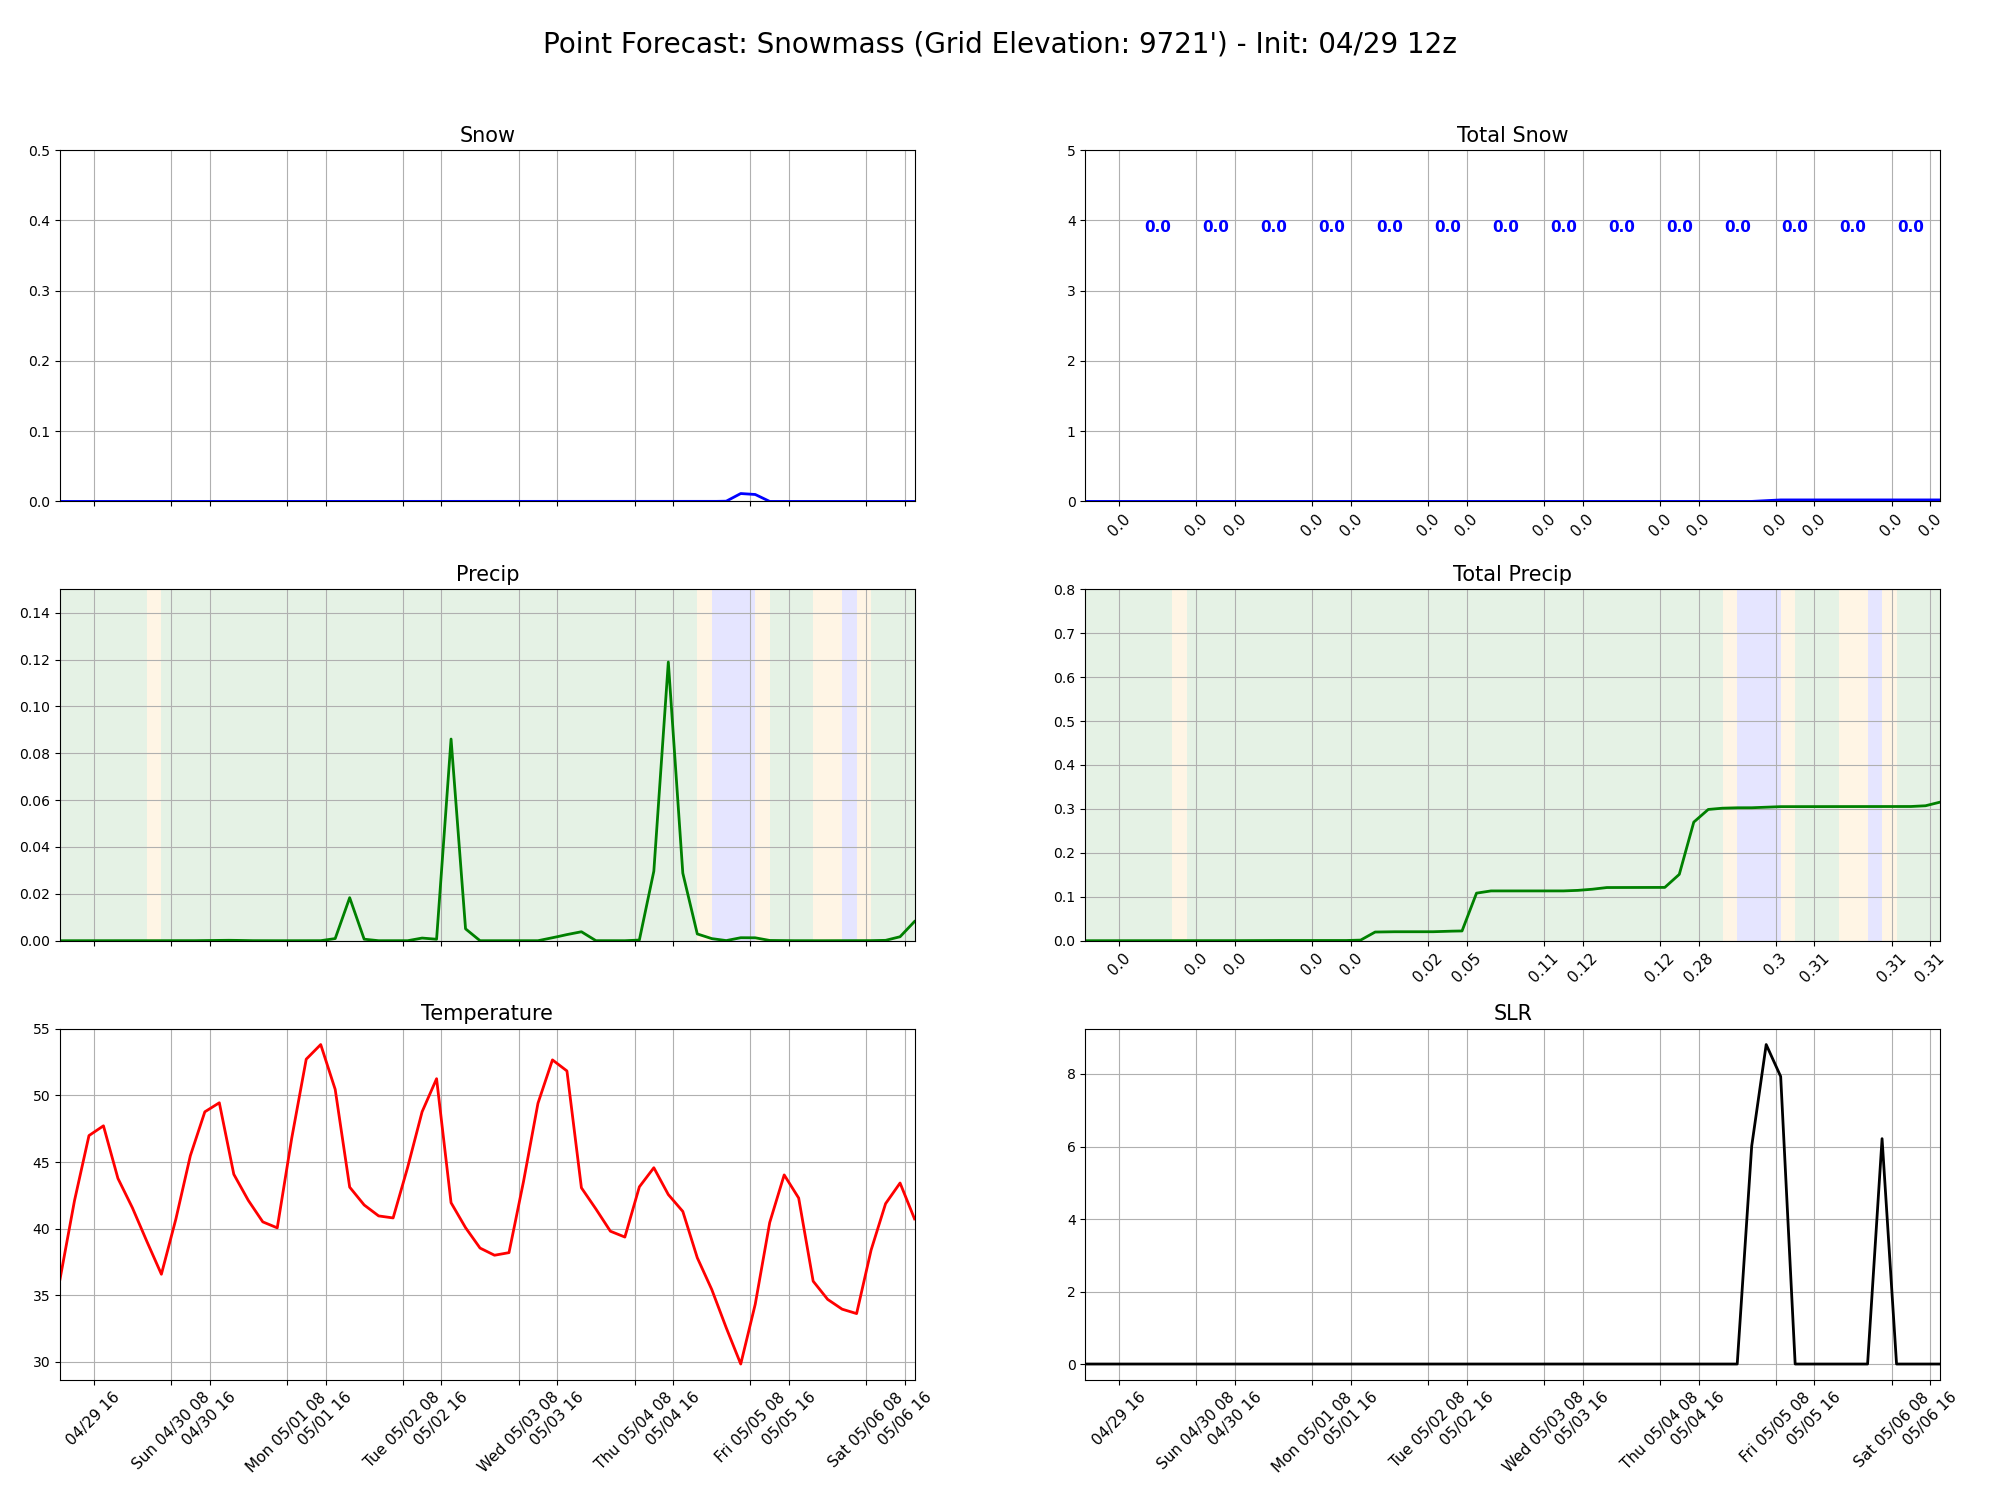 Point Forecast: Snowmass (Grid Elevation: 9721') - Init: 04/29 12z
Snow
0.5
0.4
0.3
0.2
0.1
0.0
Total Snow
5
4
3
2
1
0
0.0 0.0 0.0 0.0 0.0 0.0 0.0 0.0 0.0 0.0 0.0 0.0 0.0 0.0
0.0 0.0 0.0 0.0 0.0 0.0 0.0 0.0 0.0 0.0 0.0 0.0 0.0 0.0 0.0
Precip
0.14
0.12
0.10
0.08
0.06
0.04
0.02
0.00
Total Precip
0.8
0.7
0.6
0.5
0.4
0.3
0.2
0.1
0.0
0.0 0.0 0.0 0.0 0.0 0.02 0.05 0.11 0.12 0.12 0.28 0.3 0.31 0.31 0.31
Temperature
55
50
45
40
35
30
04/29 16
Sun 04/30 08
04/30 16
Mon 05/01 08
05/01 16
Tue 05/02 08
05/02 16
Wed 05/03 08
05/03 16
Thu 05/04 08
05/04 16
Fri 05/05 08
05/05 16
Sat 05/06 08
05/06 16
SLR
8
6
4
2
0
04/29 16
Sun 04/30 08
04/30 16
Mon 05/01 08
05/01 16
Tue 05/02 08
05/02 16
Wed 05/03 08
05/03 16
Thu 05/04 08
05/04 16
Fri 05/05 08
05/05 16
Sat 05/06 08
05/06 16